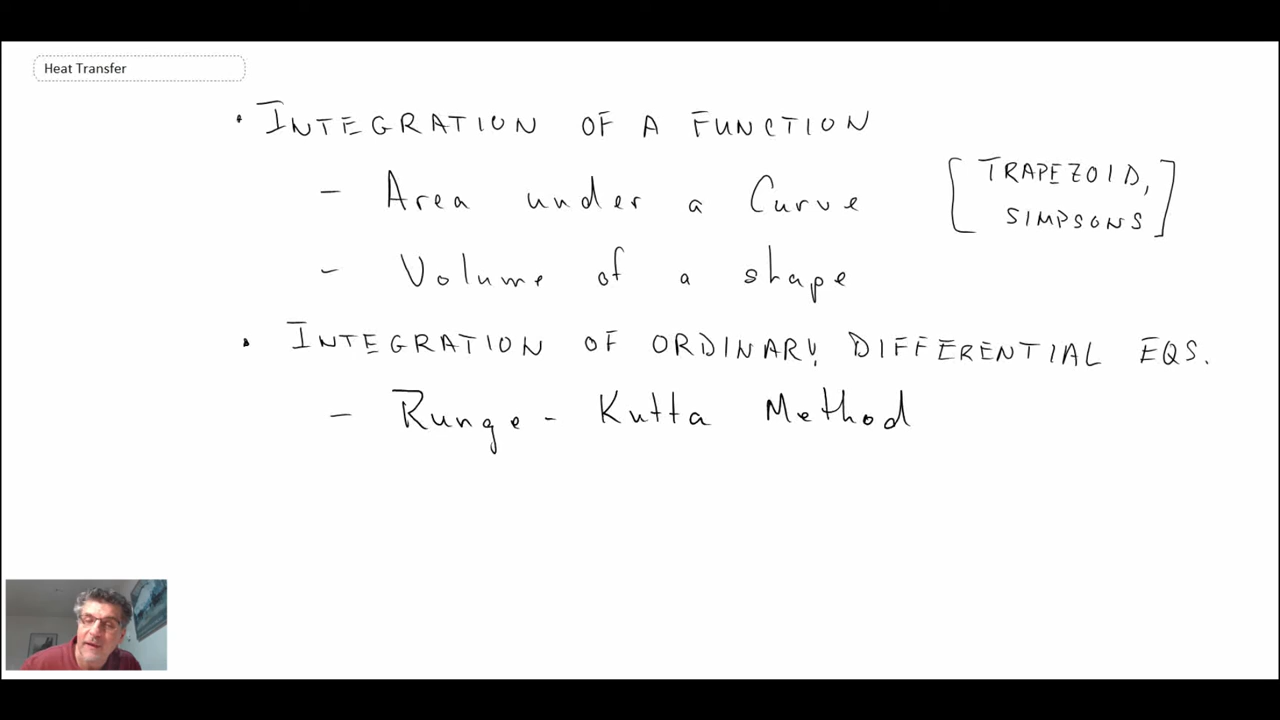 Heat Transfer
• INTEGRATION OF A FUNCTION
- Area under a Curve
[TRAPEZOID,
SIMPSONS]
- Volume of a shape
• INTEGRATION OF ORDINARY DIFFERENTIAL EQS.
- Runge - Kutta Method